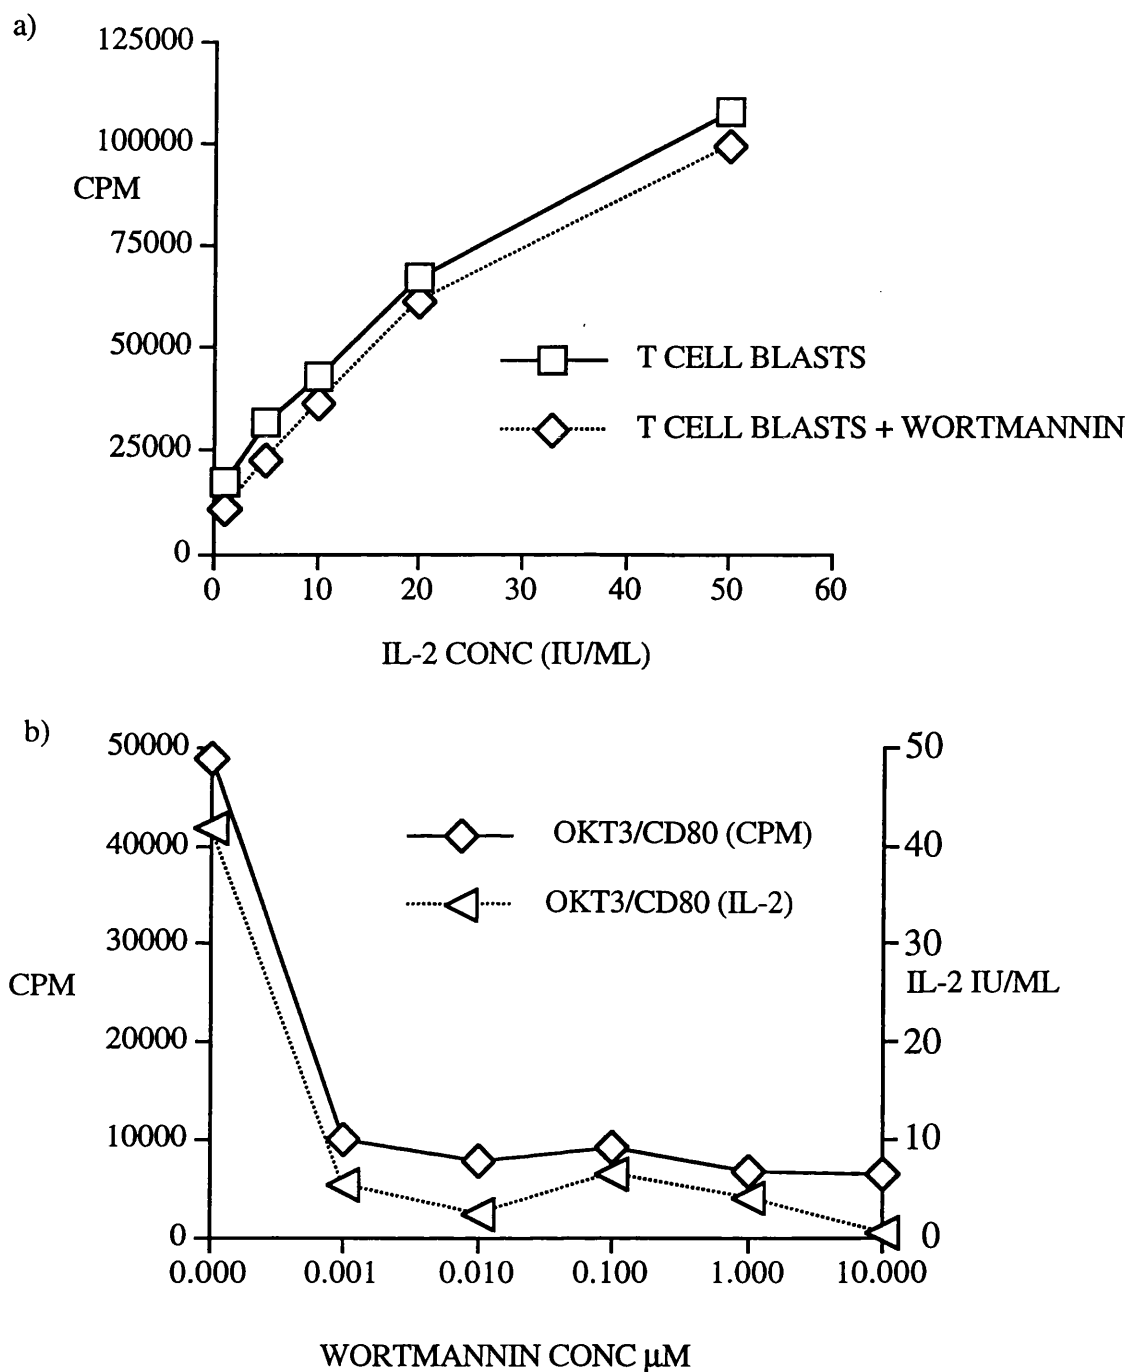 a)
125000
100000
CPM
75000
50000
25000
0
0 10 20 30 40 50 60
IL-2 CONC (IU/ML)
T CELL BLASTS
T CELL BLASTS + WORTMANNIN
b)
50000
40000
30000
CPM
20000
10000
0
50
40
30
IL-2 IU/ML
20
10
0
OKT3/CD80 (CPM)
OKT3/CD80 (IL-2)
0.000 0.001 0.010 0.100 1.000 10.000
WORTMANNIN CONC µM